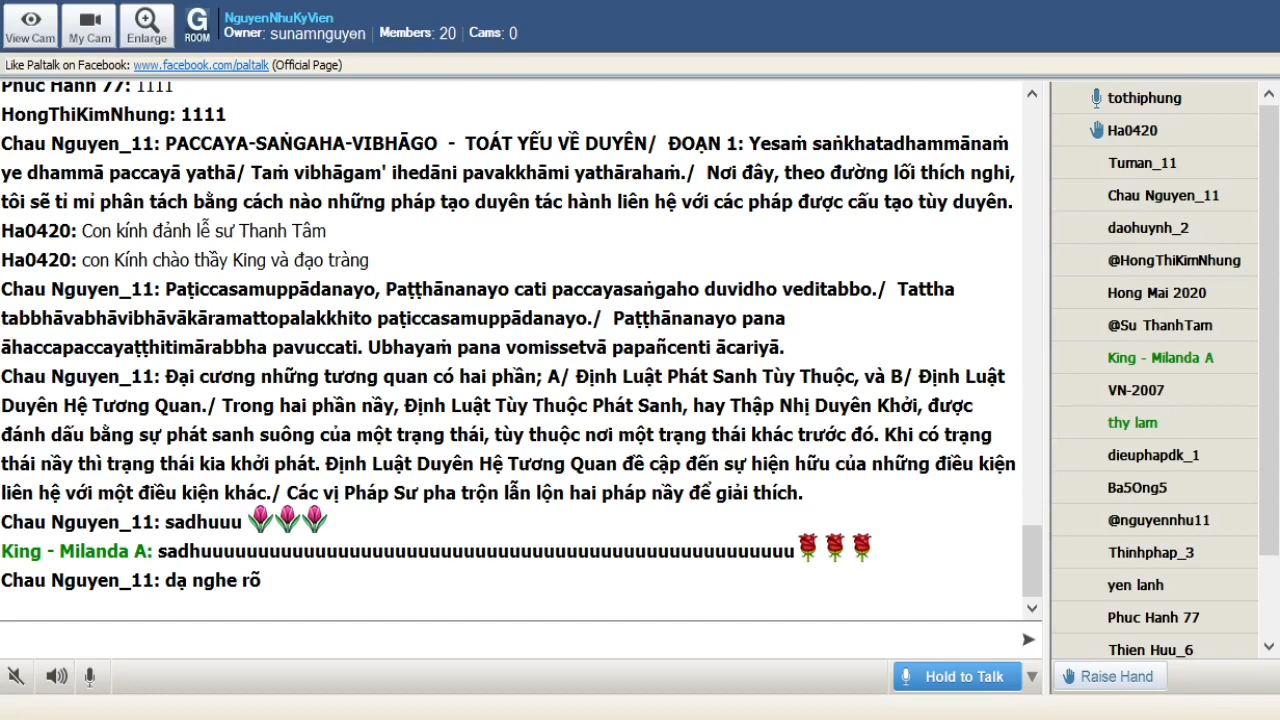 View Cam
My Cam
Enlarge
G
ROOM
NguyenNhuKyVien
Owner: sunamnguyen | Members: 20 | Cams: 0
Like Paltalk on Facebook: www.facebook.com/paltalk (Official Page)
Phuc Hanh 77: 1111
HongThiKimNhung: 1111
Chau Nguyen_11: PACCAYA-SAṄGAHA-VIBHĀGO - TOÁT YẾU VỀ DUYÊN/ ĐOẠN 1: Yesaṁ saṅkhatadhammānaṁ
ye dhammā paccayā yathā/ Taṁ vibhāgam' ihedāni pavakkhāmi yathārahaṁ./ Nơi đây, theo đường lối thích nghi,
tôi sẽ tỉ mỉ phân tách bằng cách nào những pháp tạo duyên tác hành liên hệ với các pháp được cấu tạo tùy duyên.
Ha0420: Con kính đảnh lễ sư Thanh Tâm
Ha0420: con Kính chào thầy King và đạo tràng
Chau Nguyen_11: Paṭiccasamuppādanayo, Paṭṭhānanayo cati paccayasaṅgaho duvidho veditabbo./ Tattha
tabbhāvabhāvibhāvākāramattopalakkhito paṭiccasamuppādanayo./ Paṭṭhānanayo pana
āhaccapaccayaṭṭhitimārabbha pavuccati. Ubhayaṁ pana vomissetvā papañcenti ācariyā.
Chau Nguyen_11: Đại cương những tương quan có hai phần; A/ Định Luật Phát Sanh Tùy Thuộc, và B/ Định Luật
Duyên Hệ Tương Quan./ Trong hai phần nầy, Định Luật Tùy Thuộc Phát Sanh, hay Thập Nhị Duyên Khởi, được
đánh dấu bằng sự phát sanh suông của một trạng thái, tùy thuộc nơi một trạng thái khác trước đó. Khi có trạng
thái nầy thì trạng thái kia khởi phát. Định Luật Duyên Hệ Tương Quan đề cập đến sự hiện hữu của những điều kiện
liên hệ với một điều kiện khác./ Các vị Pháp Sư pha trộn lẫn lộn hai pháp nầy để giải thích.
Chau Nguyen_11: sadhuuu
King - Milanda A: sadhuuuuuuuuuuuuuuuuuuuuuuuuuuuuuuuuuuuuuuuuuuuuuuuuuuuu
Chau Nguyen_11: dạ nghe rõ
Hold to Talk
tothiphung
Ha0420
Tuman_11
Chau Nguyen_11
daohuynh_2
@HongThiKimNhung
Hong Mai 2020
@Su ThanhTam
King - Milanda A
VN-2007
thy lam
dieuphapdk_1
Ba5Ong5
@nguyennhu11
Thinhphap_3
yen lanh
Phuc Hanh 77
Thien Huu_6
Raise Hand